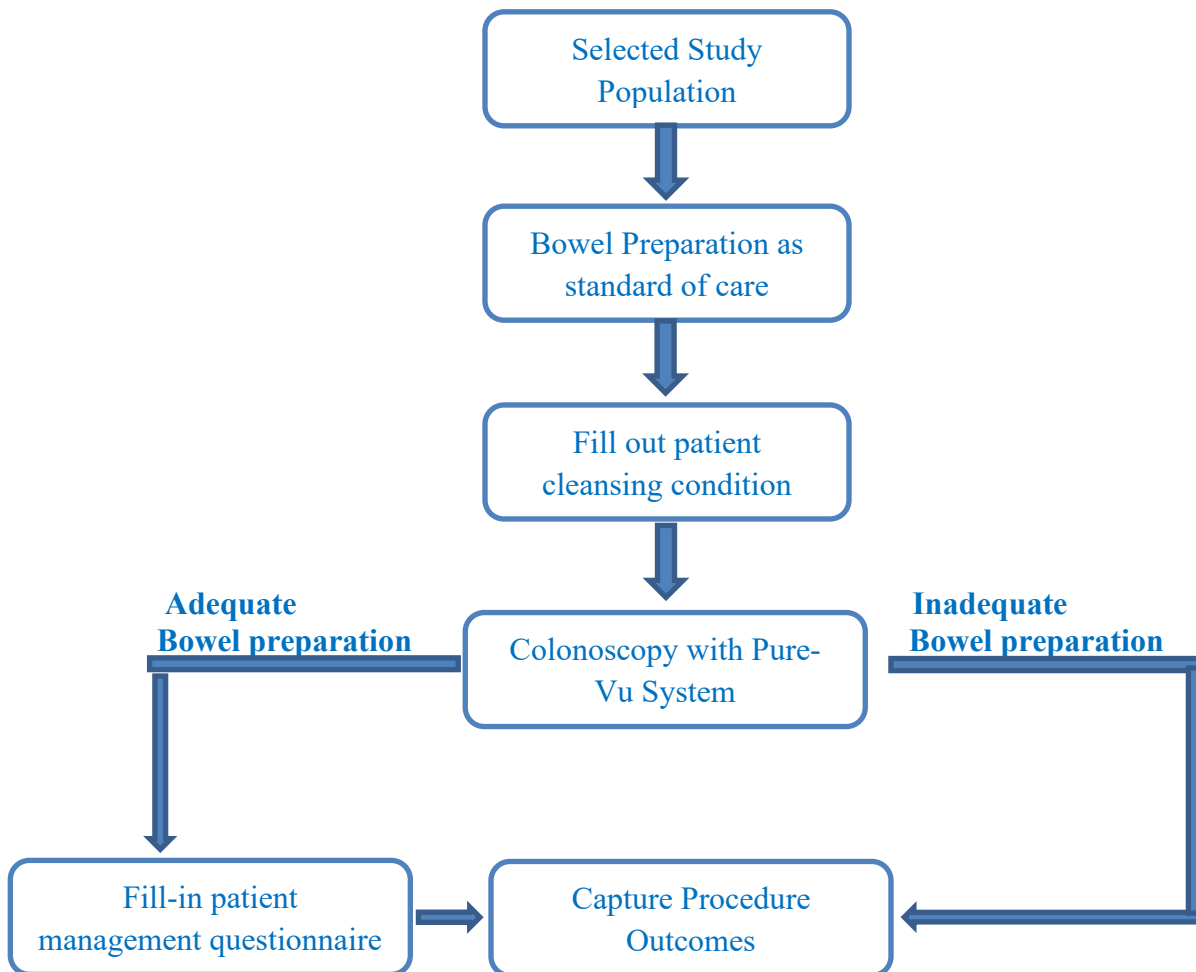 Selected Study
Population
Bowel Preparation as
standard of care
Fill out patient
cleansing condition
Adequate
Bowel preparation
Colonoscopy with Pure-
Vu System
Inadequate
Bowel preparation
Fill-in patient
management questionnaire
Capture Procedure
Outcomes